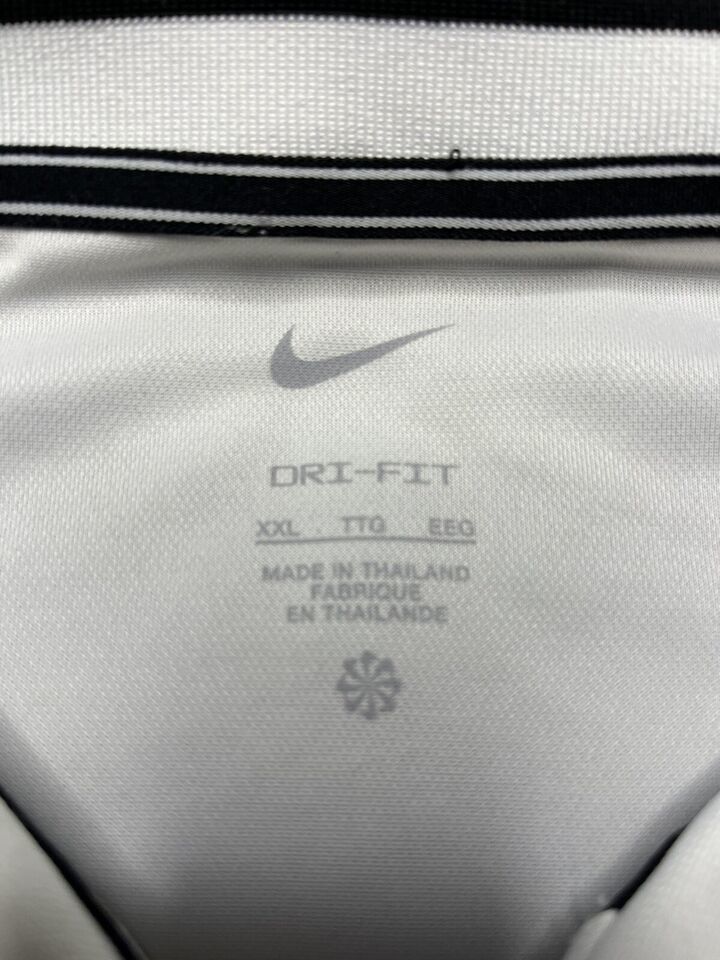 DRI-FIT
XXL TTG EEG
MADE IN THAILAND
FABRIQUE
EN THAILANDE